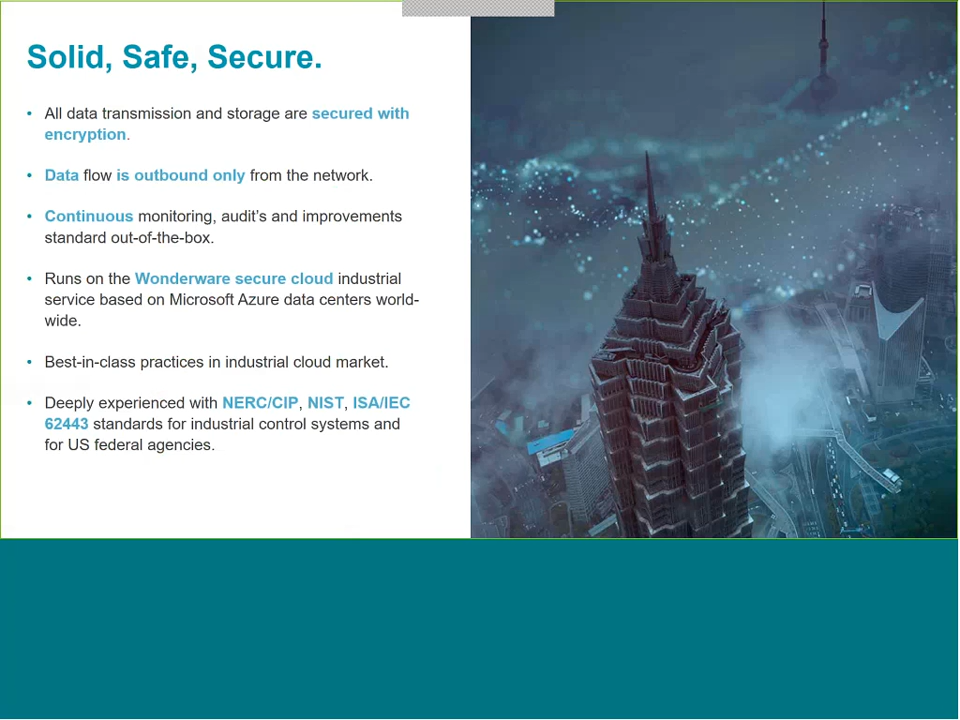 Solid, Safe, Secure.
• All data transmission and storage are secured with
encryption.
• Data flow is outbound only from the network.
• Continuous monitoring, audit's and improvements
standard out-of-the-box.
• Runs on the Wonderware secure cloud industrial
service based on Microsoft Azure data centers world-
wide.
• Best-in-class practices in industrial cloud market.
• Deeply experienced with NERC/CIP, NIST, ISA/IEC
62443 standards for industrial control systems and
for US federal agencies.